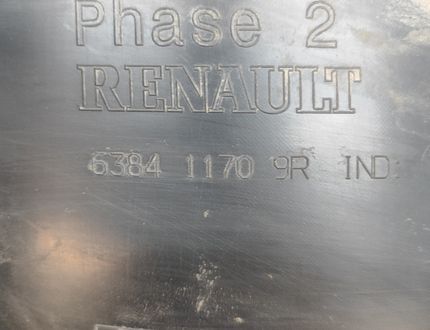 Phase 2
RENAULT
6384 1170 9R IND: